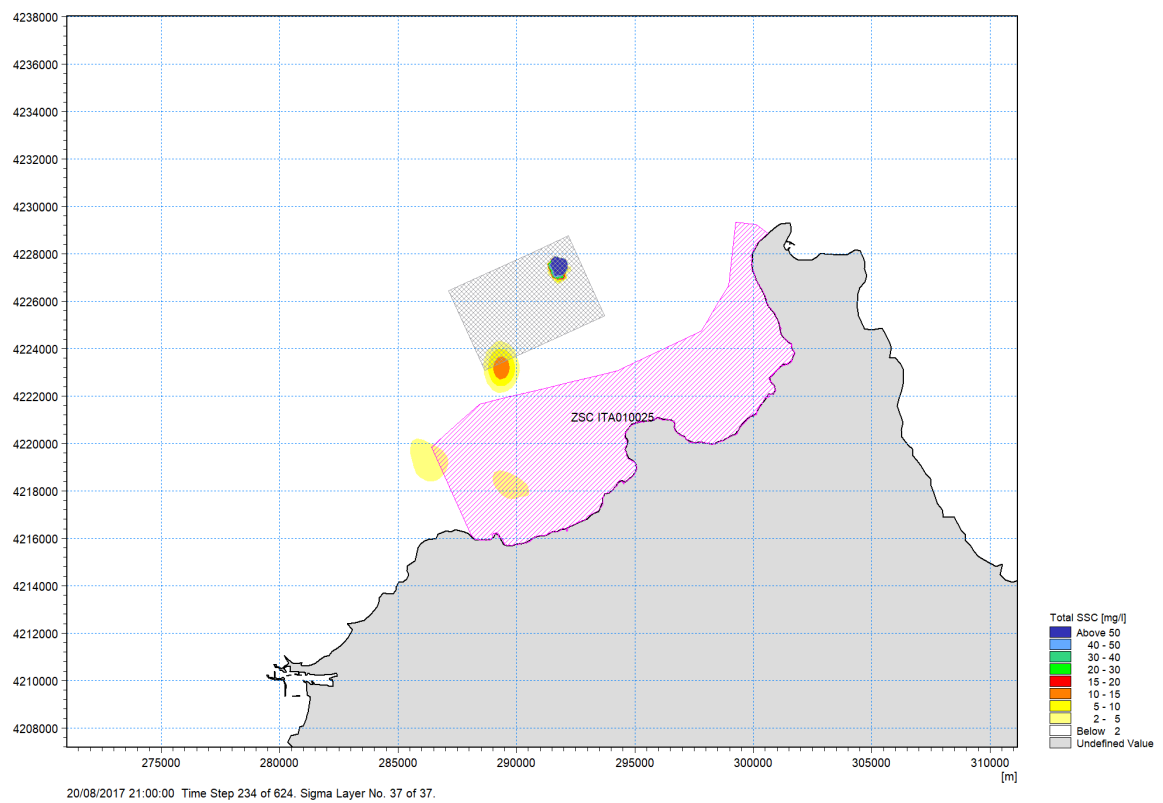 4238000
4236000
4234000
4232000
4230000
4228000
4226000
4224000
4222000
4220000
4218000
4216000
4214000
4212000
4210000
4208000
ZSC ITA010025
275000 280000 285000 290000 295000 300000 305000 310000
[m]
Total SSC [mg/l]
Above 50
40 - 50
30 - 40
20 - 30
15 - 20
10 - 15
5 - 10
2 - 5
Below 2
Undefined Value
20/08/2017 21:00:00 Time Step 234 of 624. Sigma Layer No. 37 of 37.